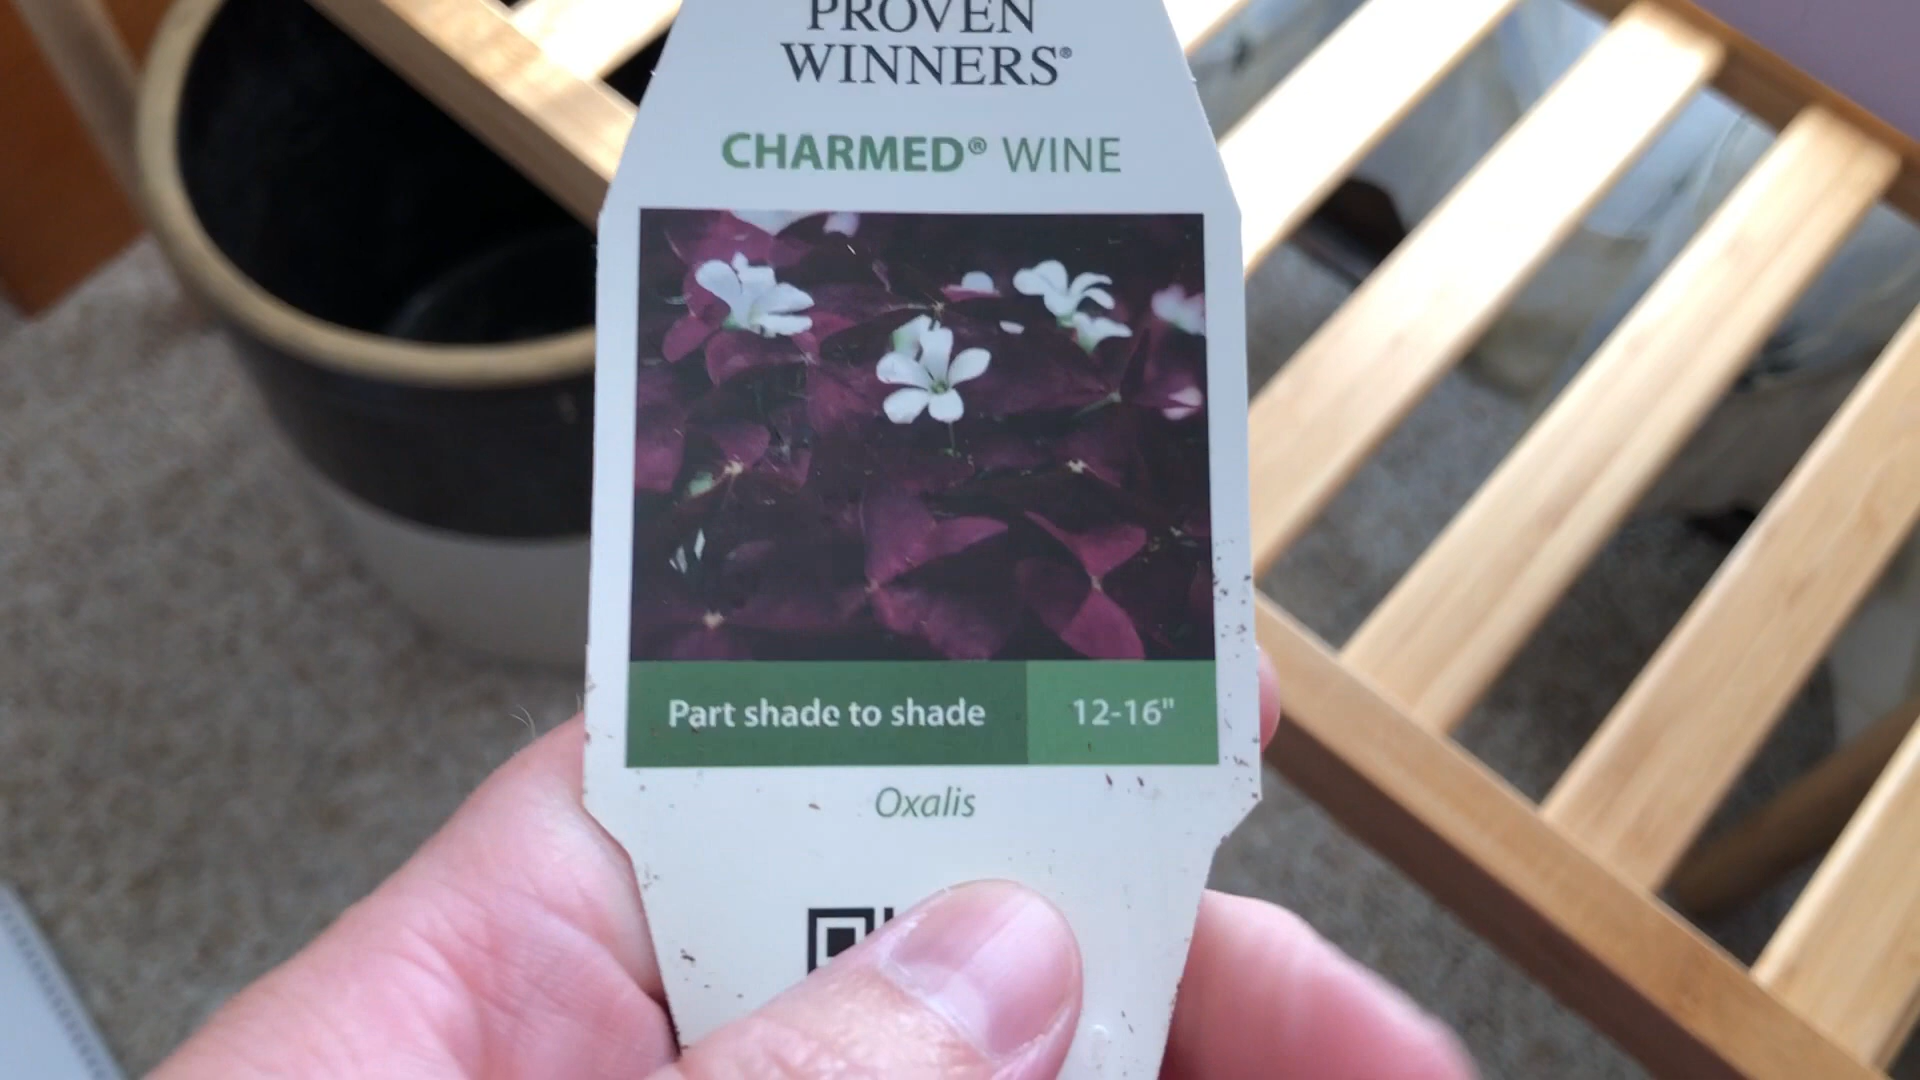 PROVEN
WINNERS®
CHARMED® WINE
Part shade to shade
12-16"
Oxalis